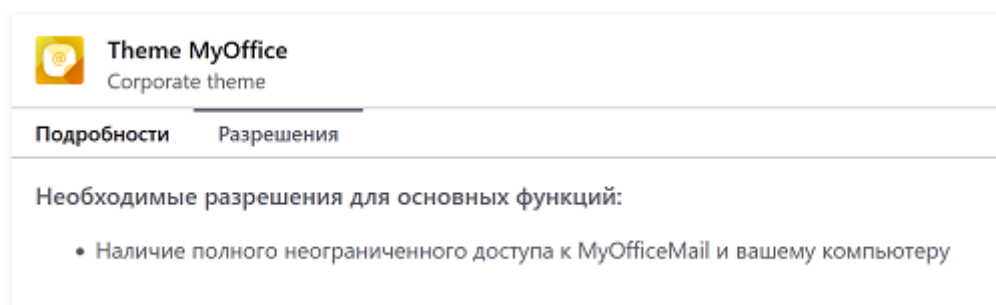 Theme MyOffice
Corporate theme
Подробности Разрешения
Необходимые разрешения для основных функций:
• Наличие полного неограниченного доступа к MyOfficeMail и вашему компьютеру